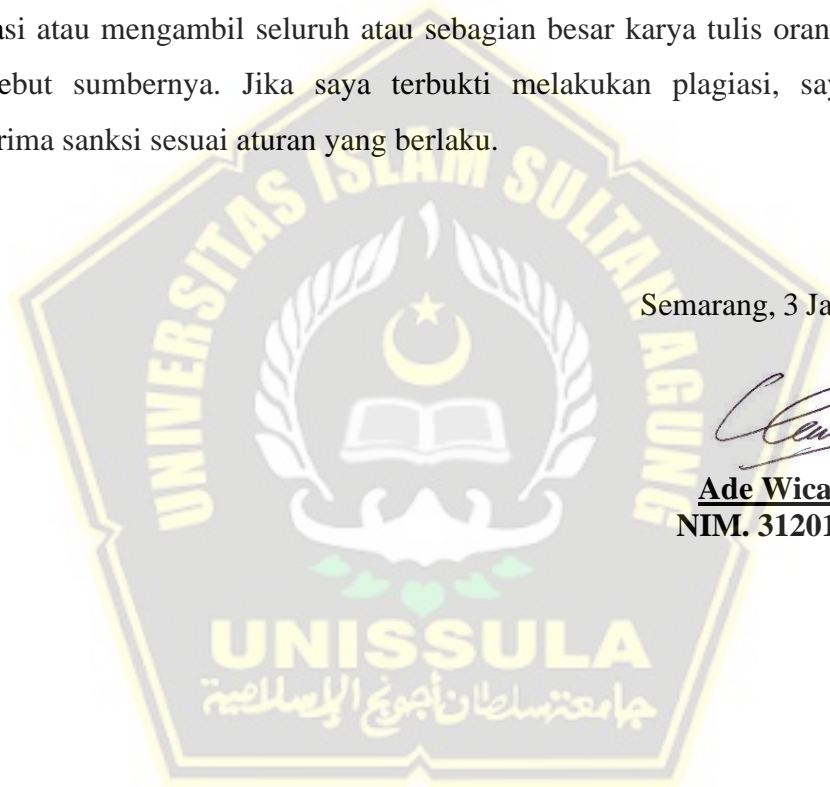 asi atau mengambil seluruh atau sebagian besar karya tulis oran
ebut sumbernya. Jika saya terbukti melakukan plagiasi, say
rima sanksi sesuai aturan yang berlaku.
UNIVERSITAS ISLAM SULTAN AGUNG
Semarang, 3 Ja
Ade Wica
NIM. 31201
UNISSULA
جامعة سلطان أجونج الإسلامية